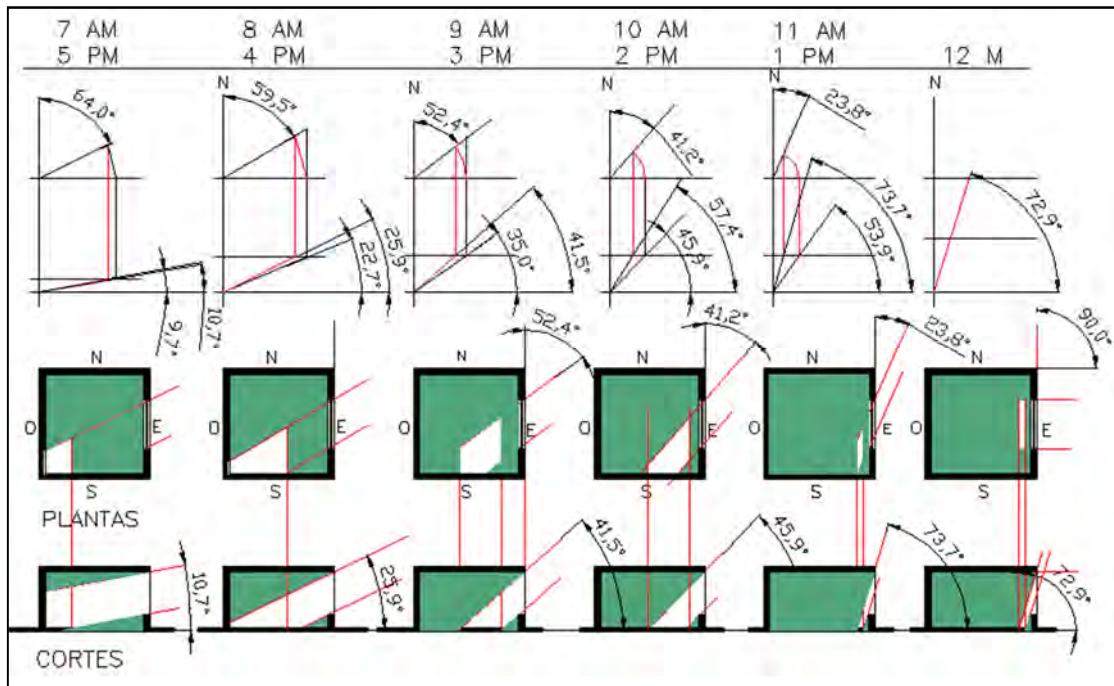 7 AM
5 PM
8 AM
4 PM
9 AM
3 PM
10 AM
2 PM
11 AM
1 PM
12 M
N
64,0°
9,7°
10,7°
N
59,5°
22,7°
25,9°
N
52,4°
35,0°
41,5°
N
41,2°
57,4°
45,9°
N
23,8°
73,7°
53,9°
N
72,9°
N
O
E
S
N
O
E
S
52,4°
N
O
E
S
41,2°
N
O
E
S
23,8°
N
O
E
S
90,0°
N
O
E
S
PLANTAS
10,7°
25,9°
41,5°
45,9°
73,7°
72,9°
CORTES